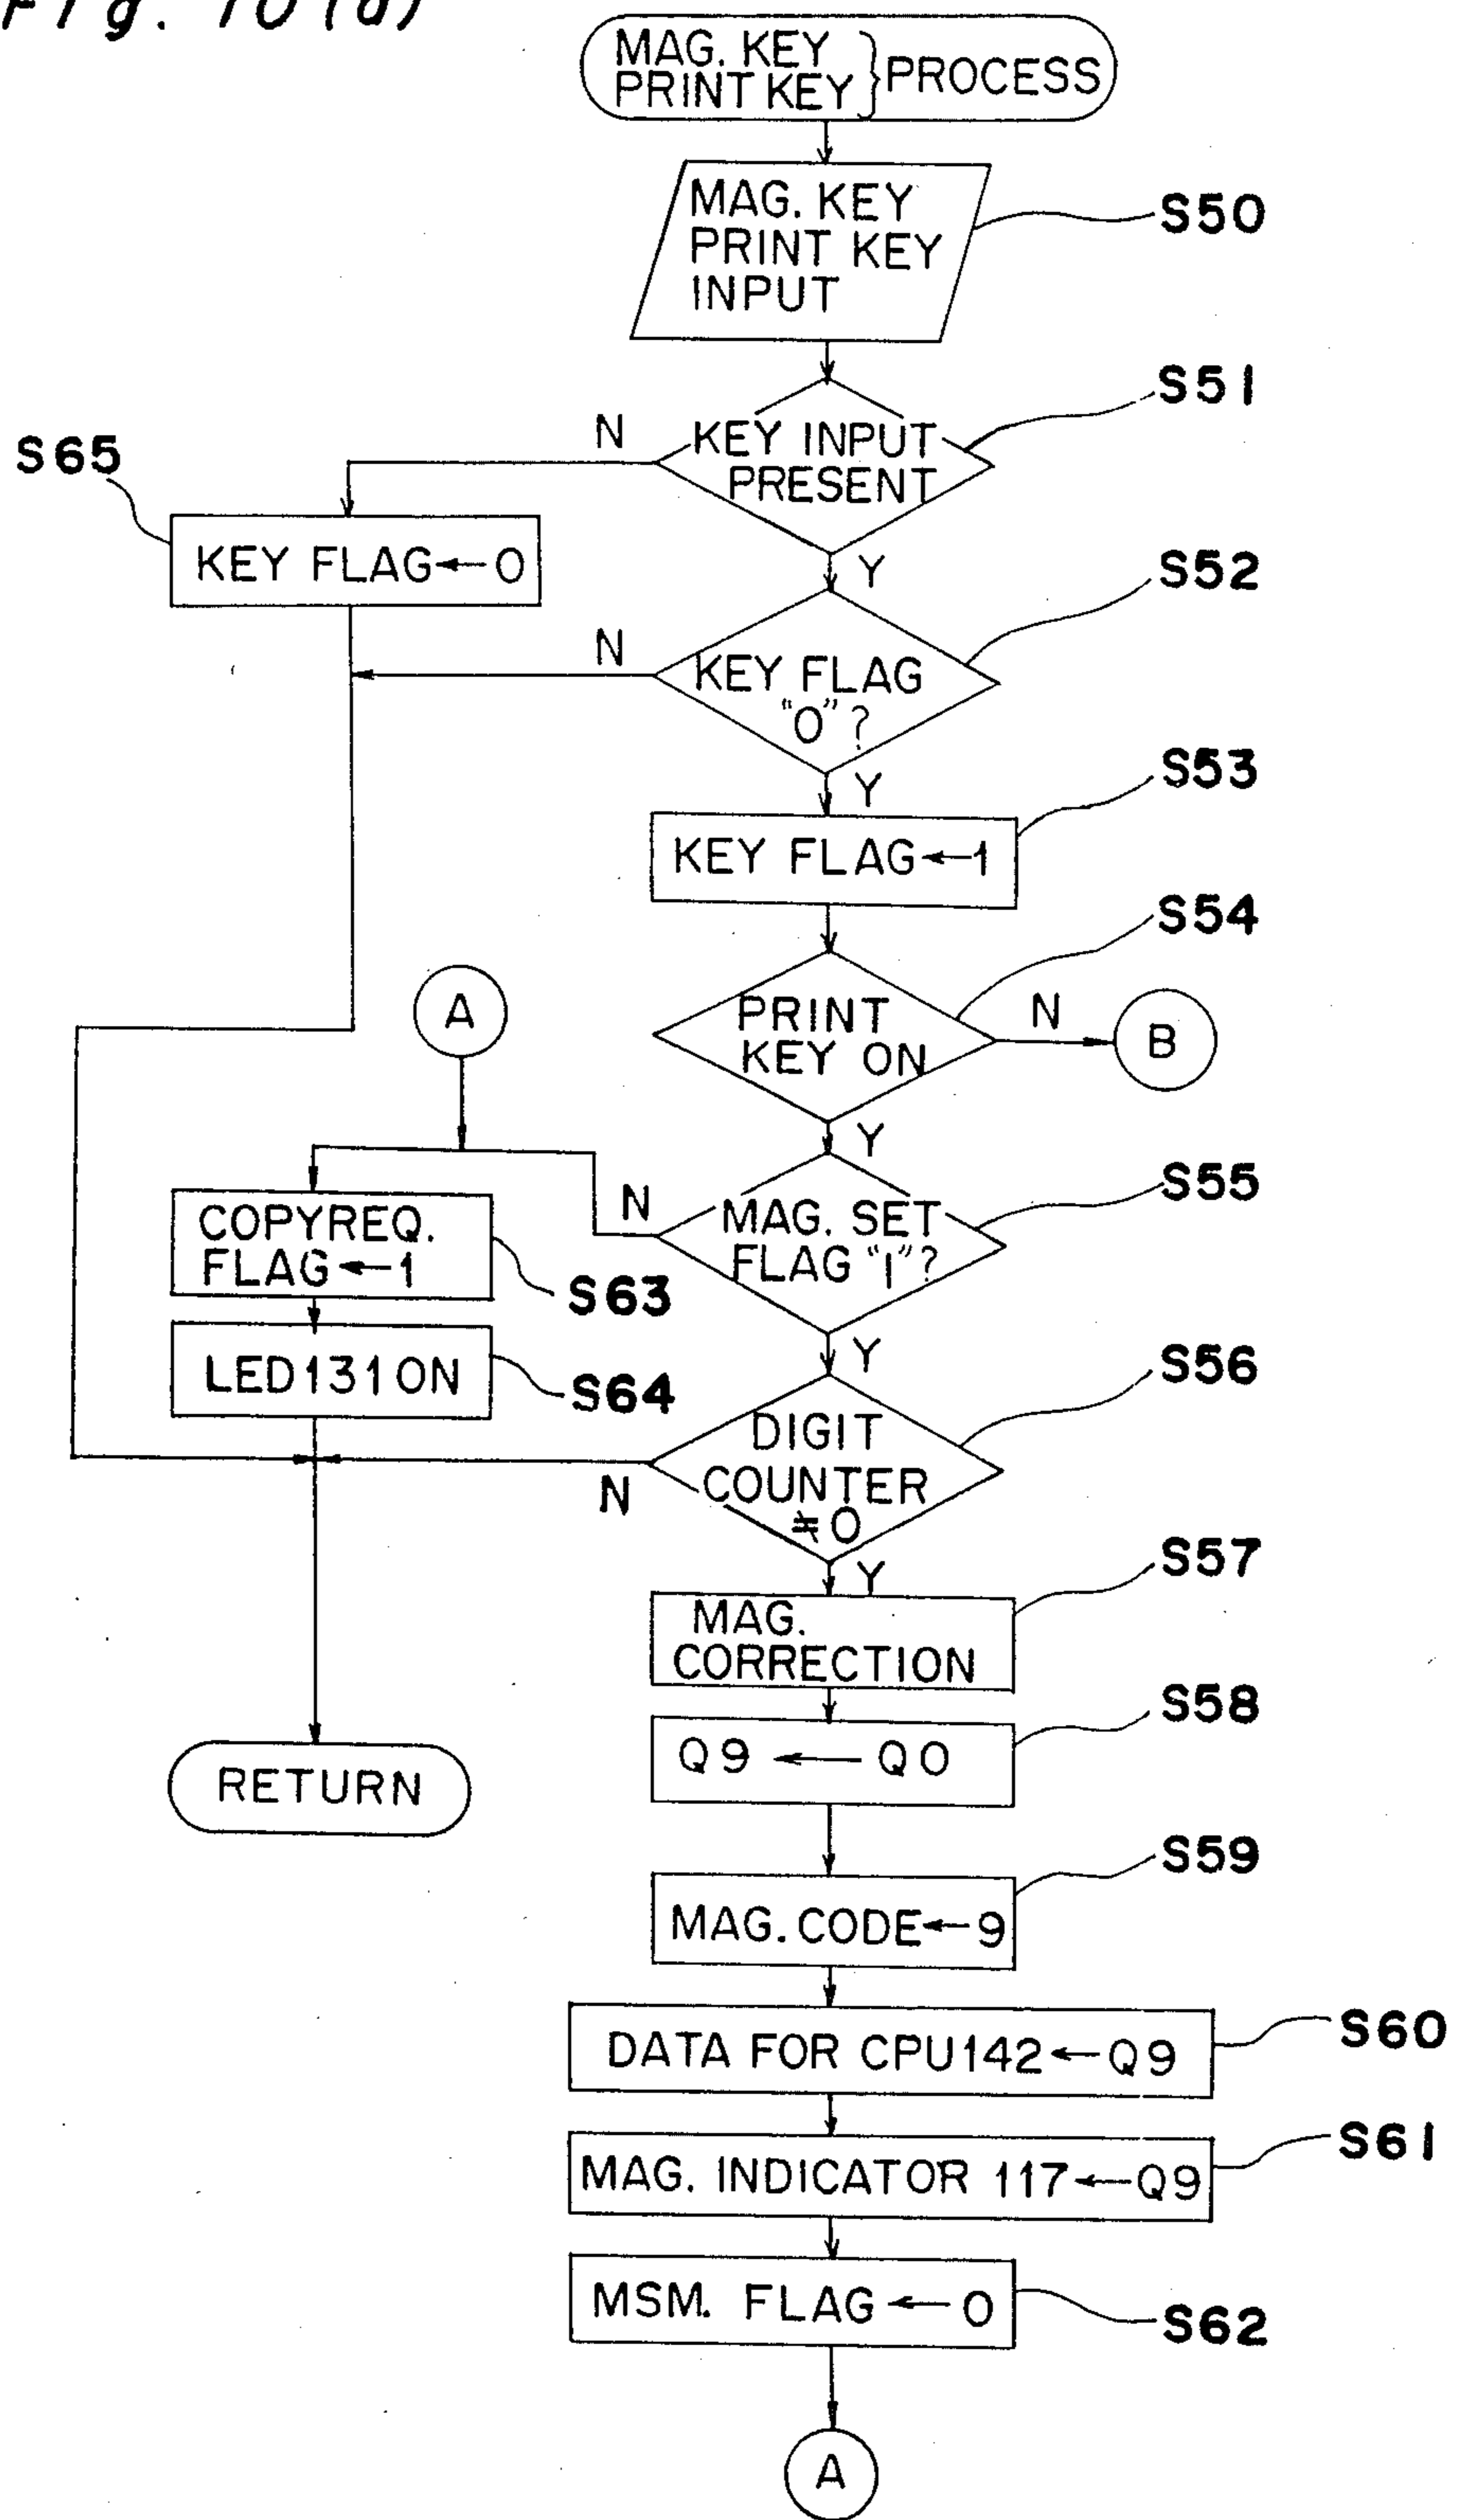 Fig. 10(a)
MAG. KEY
PRINT KEY
} PROCESS
MAG. KEY
PRINT KEY
INPUT
S50
S51
N
KEY INPUT
PRESENT
S65
KEY FLAG←0
Y
S52
N
KEY FLAG
"0"?
Y
S53
KEY FLAG←1
S54
A
PRINT
KEY ON
N
B
Y
S55
N
MAG. SET
FLAG "1"?
COPYREQ.
FLAG←1
S63
Y
S56
LED131ON
S64
DIGIT
COUNTER
≠0
N
Y
S57
MAG.
CORRECTION
S58
Q9 ← Q0
RETURN
S59
MAG. CODE←9
DATA FOR CPU142←Q9
S60
MAG. INDICATOR 117←Q9
S61
MSM. FLAG←0
S62
A